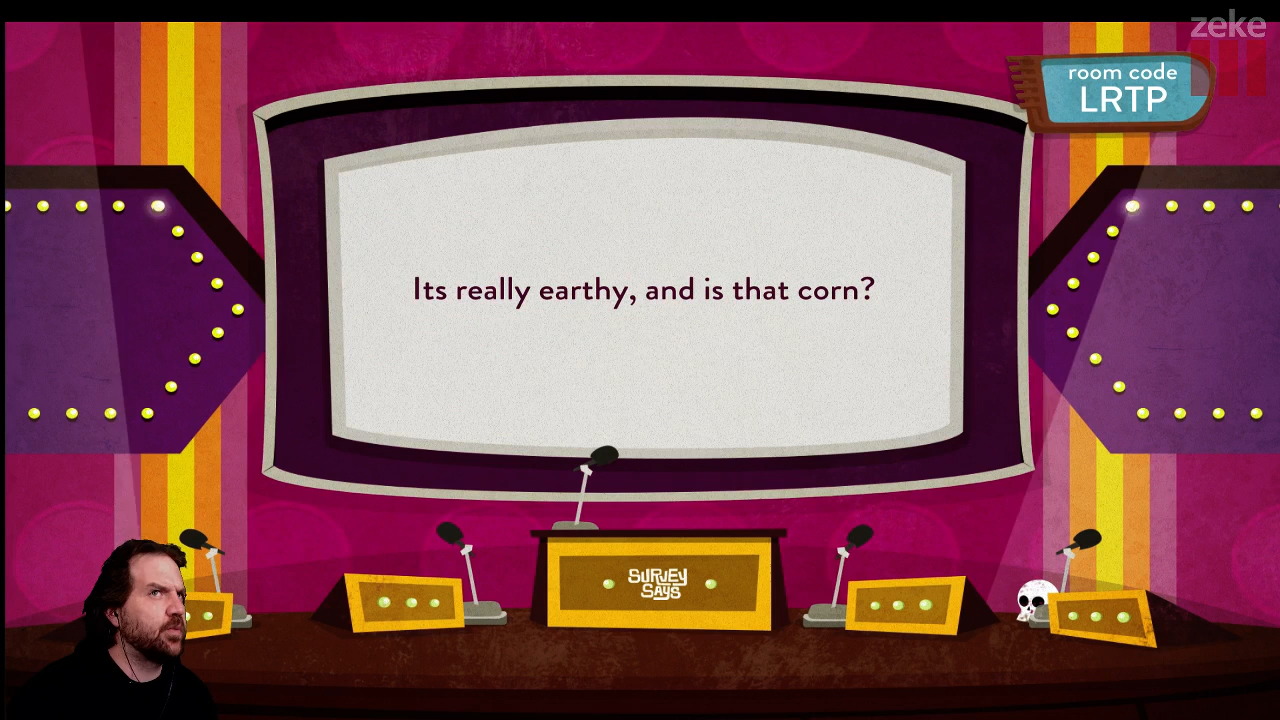 zeke
room code
LRTP
Its really earthy, and is that corn?
SURVEY
SAYS